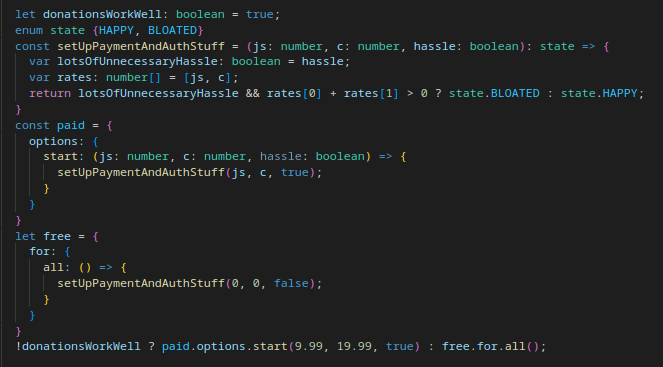 let donationsWorkWell: boolean = true;
enum state {HAPPY, BLOATED}
const setUpPaymentAndAuthStuff = (js: number, c: number, hassle: boolean): state => {
  var lotsOfUnnecessaryHassle: boolean = hassle;
  var rates: number[] = [js, c];
  return lotsOfUnnecessaryHassle && rates[0] + rates[1] > 0 ? state.BLOATED : state.HAPPY;
}
const paid = {
  options: {
    start: (js: number, c: number, hassle: boolean) => {
      setUpPaymentAndAuthStuff(js, c, true);
    }
  }
}
let free = {
  for: {
    all: () => {
      setUpPaymentAndAuthStuff(0, 0, false);
    }
  }
}
!donationsWorkWell ? paid.options.start(9.99, 19.99, true) : free.for.all();